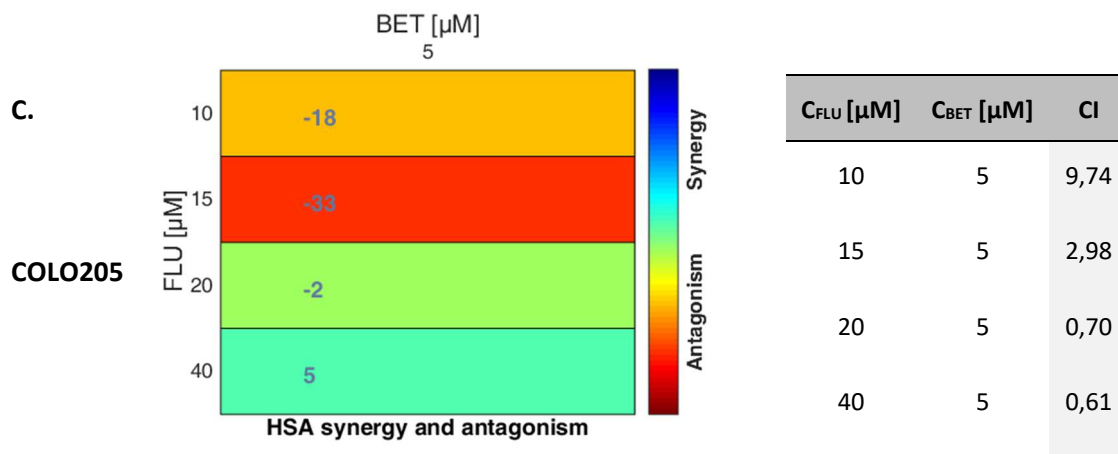 C.
COLO205
BET [µM]
5
FLU [µM]
10
-18
15
-33
20
-2
40
5
HSA synergy and antagonism
Synergy
Antagonism
CFLU [µM] CBET [µM] CI
10 5 9,74
15 5 2,98
20 5 0,70
40 5 0,61